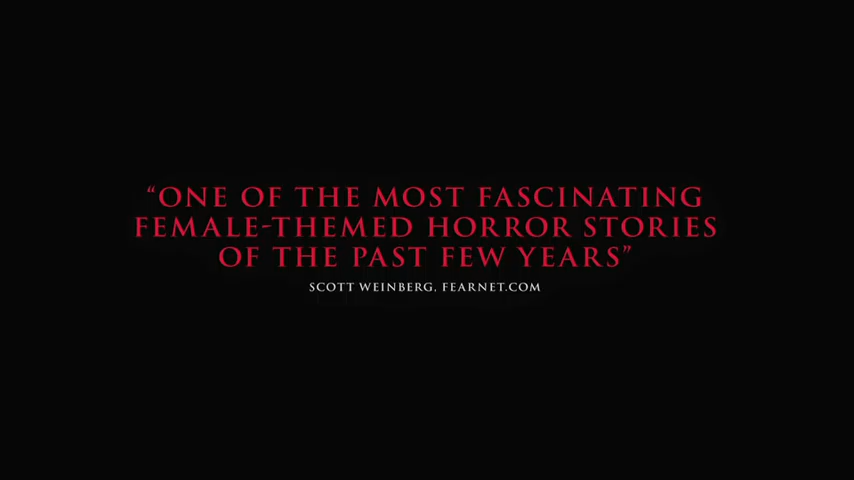 “ONE OF THE MOST FASCINATING
FEMALE-THEMED HORROR STORIES
OF THE PAST FEW YEARS”
SCOTT WEINBERG, FEARNET.COM